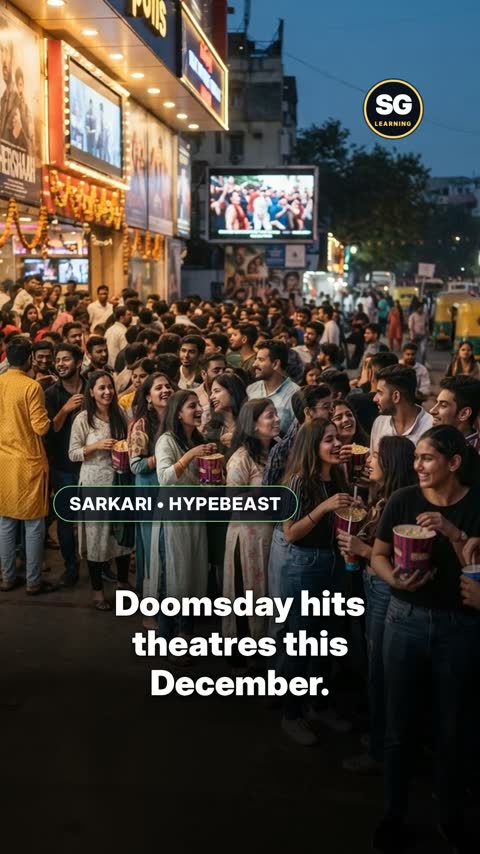 SG
LEARNING
SARKARI • HYPEBEAST
Doomsday hits
theatres this
December.